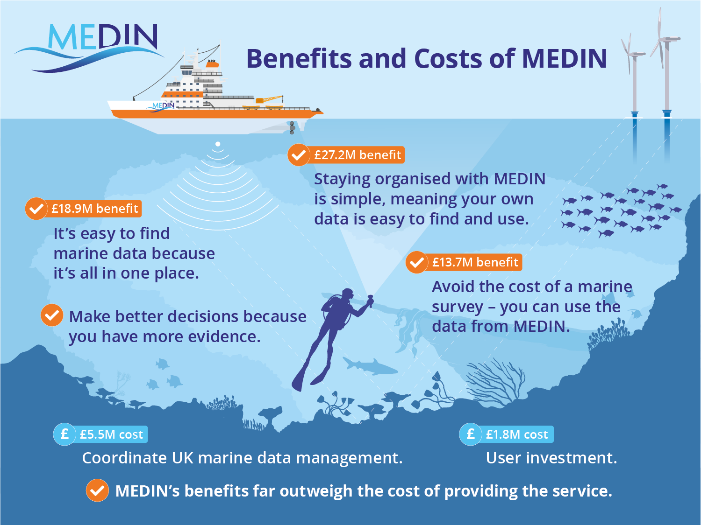 MEDIN
Benefits and Costs of MEDIN
MEDIN
£27.2M benefit
Staying organised with MEDIN
is simple, meaning your own
data is easy to find and use.
£18.9M benefit
It's easy to find
marine data because
it's all in one place.
£13.7M benefit
Avoid the cost of a marine
survey – you can use the
data from MEDIN.
Make better decisions because
you have more evidence.
£ £5.5M cost
Coordinate UK marine data management.
£ £1.8M cost
User investment.
MEDIN's benefits far outweigh the cost of providing the service.